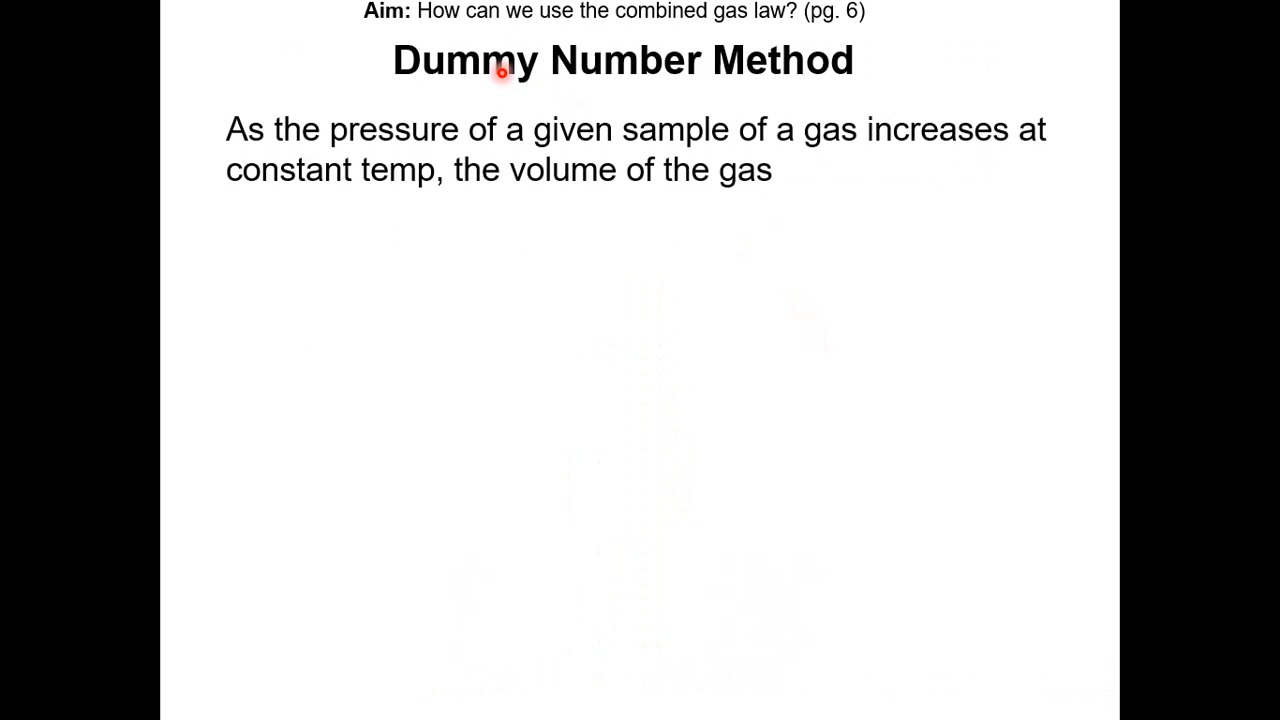 Aim: How can we use the combined gas law? (pg. 6)
Dummy Number Method
As the pressure of a given sample of a gas increases at
constant temp, the volume of the gas